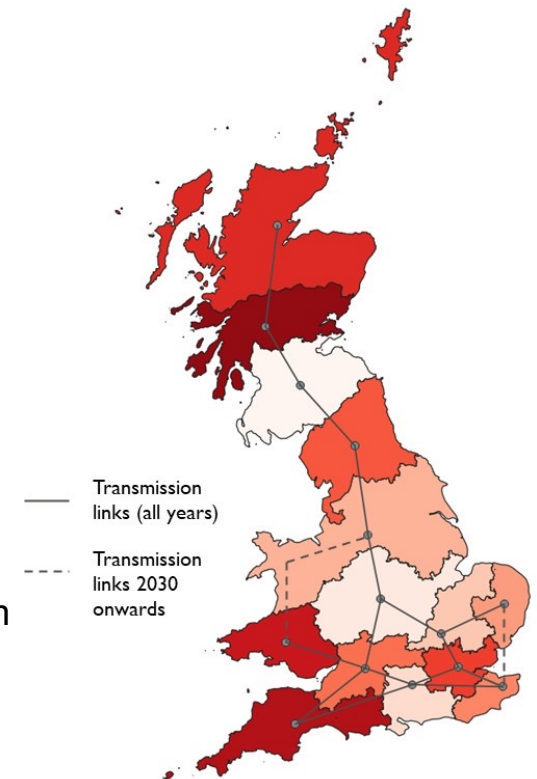 Transmission
links (all years)
Transmission
links 2030
onwards
n